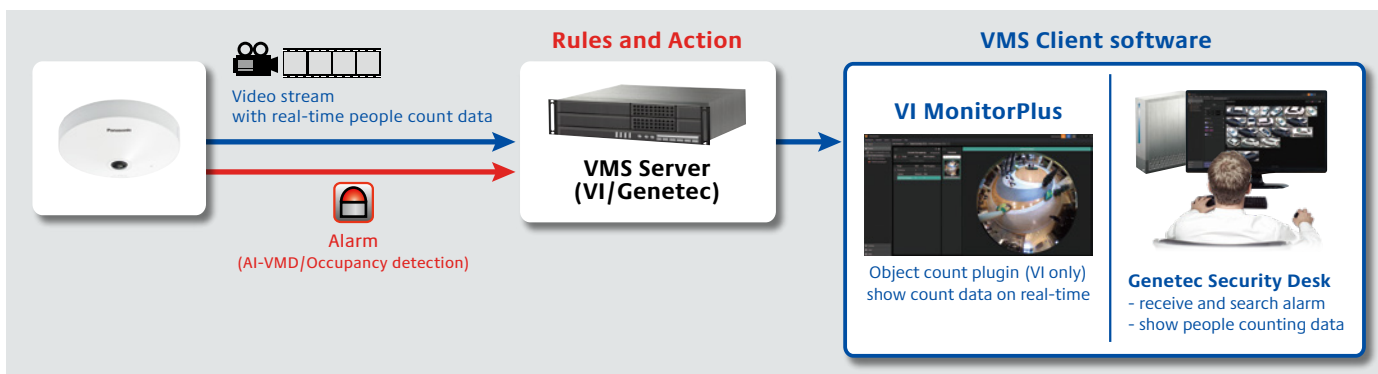 Rules and Action
VMS Client software
Panasonic
Video stream
with real-time people count data
VMS Server
(VI/Genetec)
Alarm
(AI-VMD/Occupancy detection)
VI MonitorPlus
Object count plugin (VI only)
show count data on real-time
Genetec Security Desk
- receive and search alarm
- show people counting data